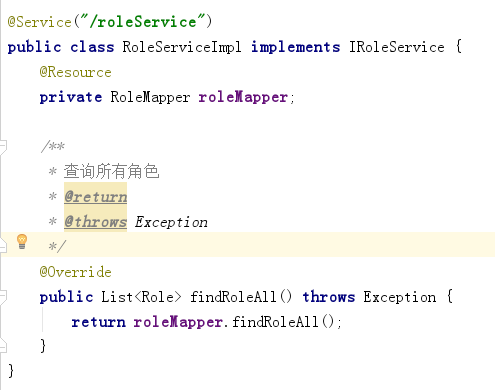 @Service("/roleService")
public class RoleServiceImpl implements IRoleService {
    @Resource
    private RoleMapper roleMapper;

    /**
     * 查询所有角色
     * @return
     * @throws Exception
     */
    @Override
    public List<Role> findRoleAll() throws Exception {
        return roleMapper.findRoleAll();
    }
}